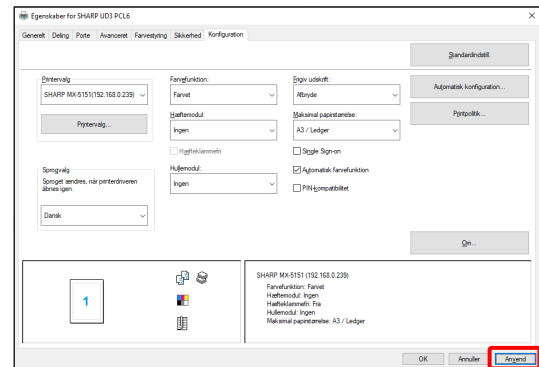 Egenskaber for SHARP UD3 PCL6
Generelt Deling Porte Avanceret Farvestyring Sikkerhed Konfiguration
Standardindstill.
Printervalg
SHARP MX-5151(192.168.0.239)
Printervalg...
Farvefunktion:
Farvet
Frigiv udskrift:
Afbryde
Automatisk konfiguration...
Hæftemodul:
Ingen
Maksimal papirstørrelse:
A3 / Ledger
Printpolitik...
Hæfteklammefri
Single Sign-on
Sprogvalg
Sproget ændres, når printerdriveren
åbnes igen.
Dansk
Hullemodul:
Ingen
Automatisk farvefunktion
PIN-kompatibilitet
Om...
1
SHARP MX-5151 (192.168.0.239)
Farvefunktion: Farvet
Hæftemodul: Ingen
Hæfteklammefri: Fra
Hullemodul: Ingen
Maksimal papirstørrelse: A3 / Ledger
OK Annuller Anvend